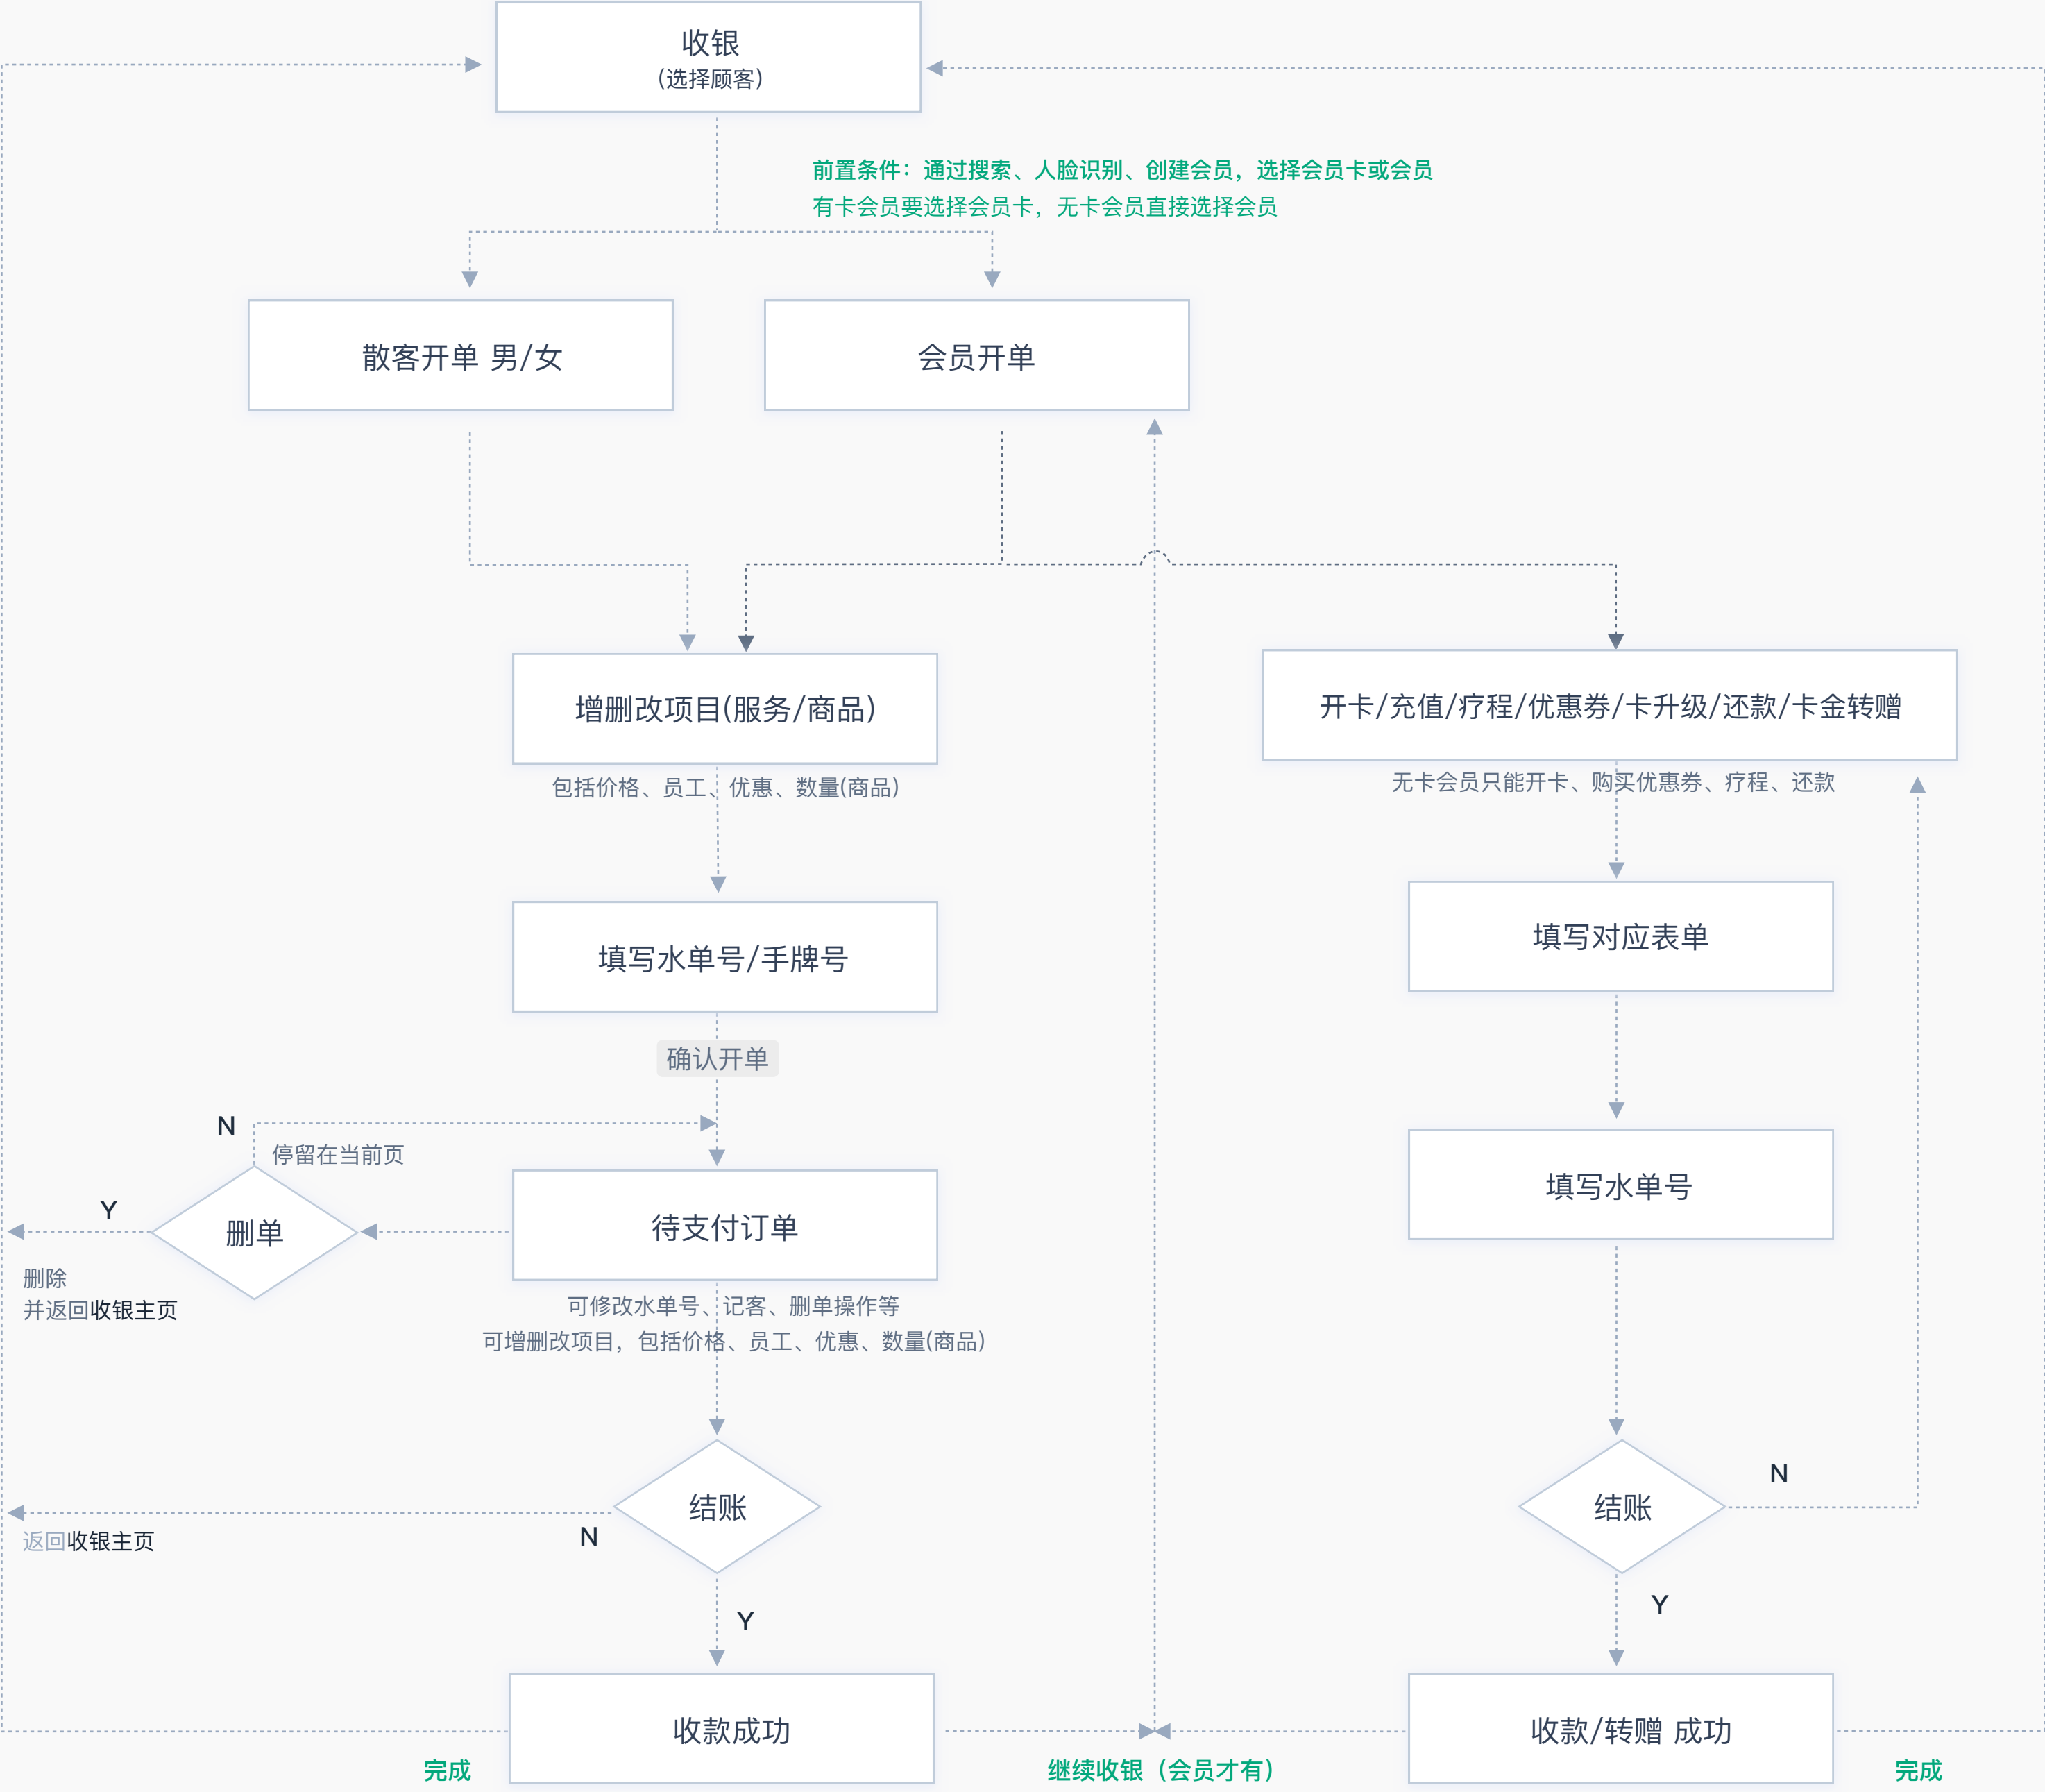 收银
(选择顾客)
前置条件：通过搜索、人脸识别、创建会员，选择会员卡或会员
有卡会员要选择会员卡，无卡会员直接选择会员
散客开单 男/女
会员开单
增删改项目(服务/商品)
包括价格、员工、优惠、数量(商品)
开卡/充值/疗程/优惠券/卡升级/还款/卡金转赠
无卡会员只能开卡、购买优惠券、疗程、还款
填写水单号/手牌号
填写对应表单
确认开单
N
停留在当前页
填写水单号
Y
删单
待支付订单
删除
并返回收银主页
可修改水单号、记客、删单操作等
可增删改项目，包括价格、员工、优惠、数量(商品)
结账
N
返回收银主页
结账
N
Y
Y
收款成功
收款/转赠 成功
完成
继续收银（会员才有）
完成